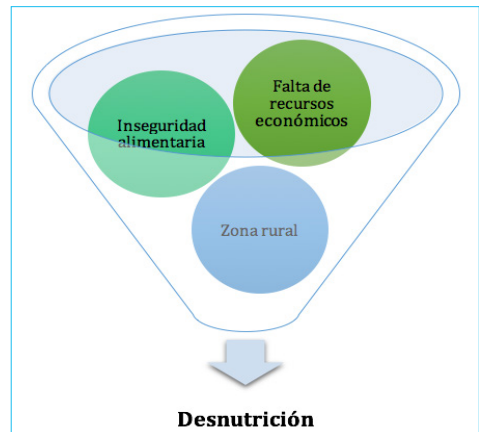 Falta de
recursos
económicos
Inseguridad
alimentaria
Zona rural
Desnutrición